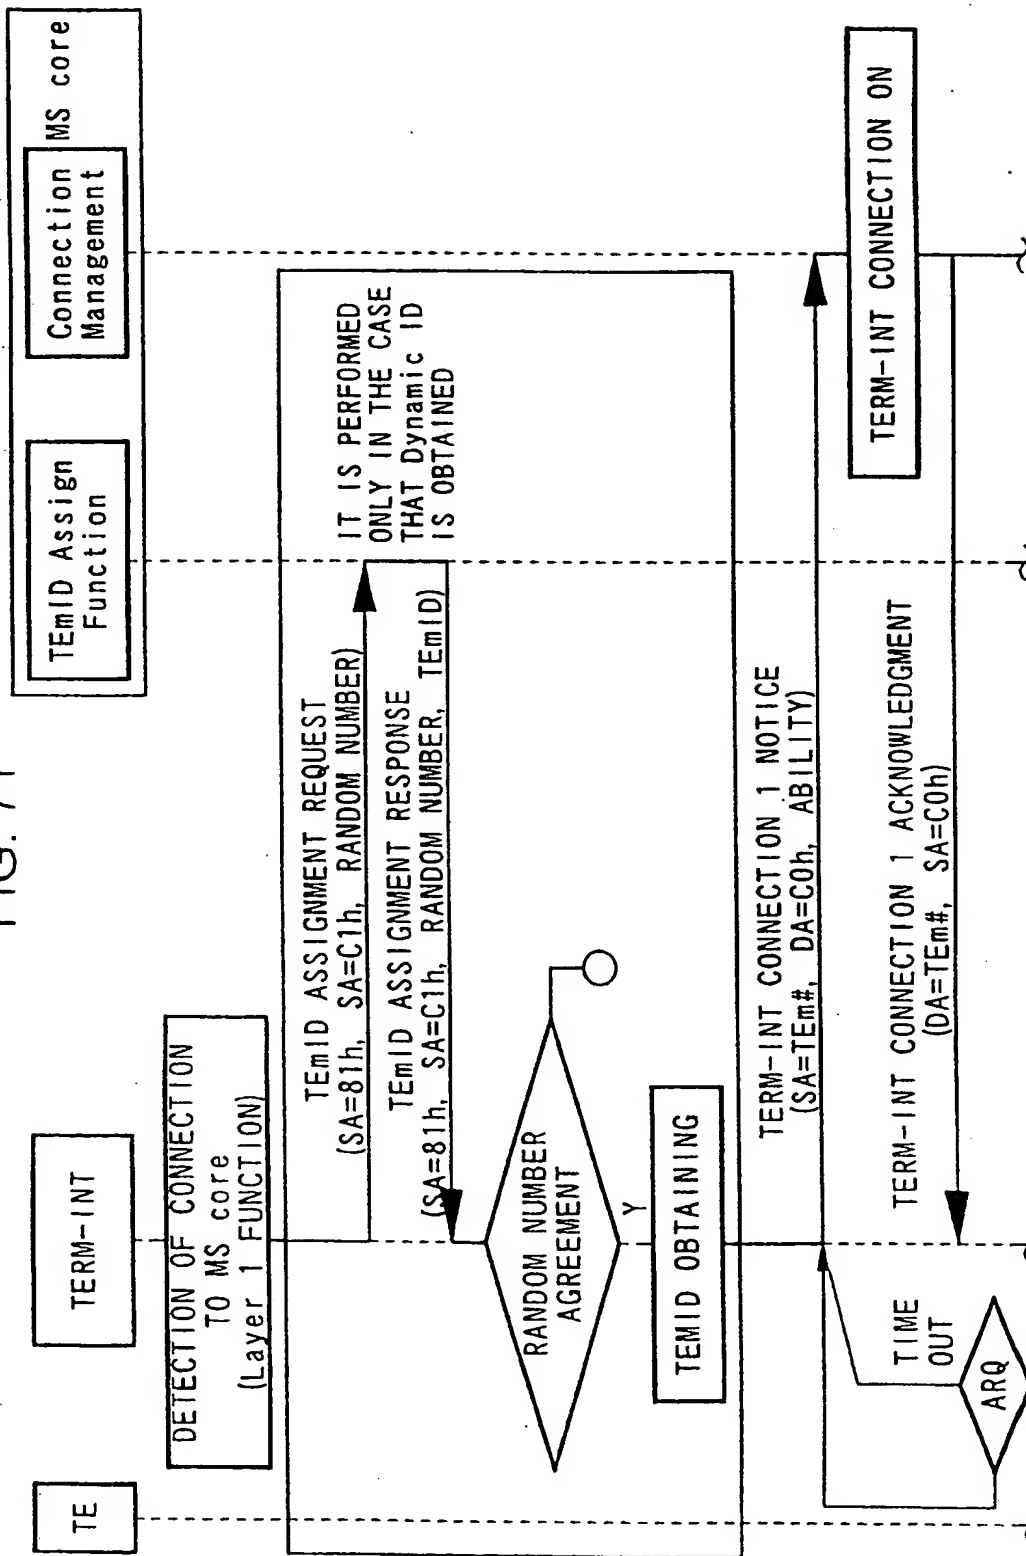 FIG. 71
TE
TERM-INT
TEmID Assign
Function
Connection
Management
MS core
DETECTION OF CONNECTION
TO MS core
(Layer 1 FUNCTION)
TEmID ASSIGNMENT REQUEST
(SA=81h, SA=C1h, RANDOM NUMBER)
TEmID ASSIGNMENT RESPONSE
(SA=81h, SA=C1h, RANDOM NUMBER, TEmID)
IT IS PERFORMED
ONLY IN THE CASE
THAT Dynamic ID
IS OBTAINED
RANDOM NUMBER
AGREEMENT
Y
TEMID OBTAINING
TERM-INT CONNECTION 1 NOTICE
(SA=TEm#, DA=C0h, ABILITY)
TERM-INT CONNECTION ON
TERM-INT CONNECTION 1 ACKNOWLEDGMENT
(DA=TEm#, SA=C0h)
TIME
OUT
ARQ